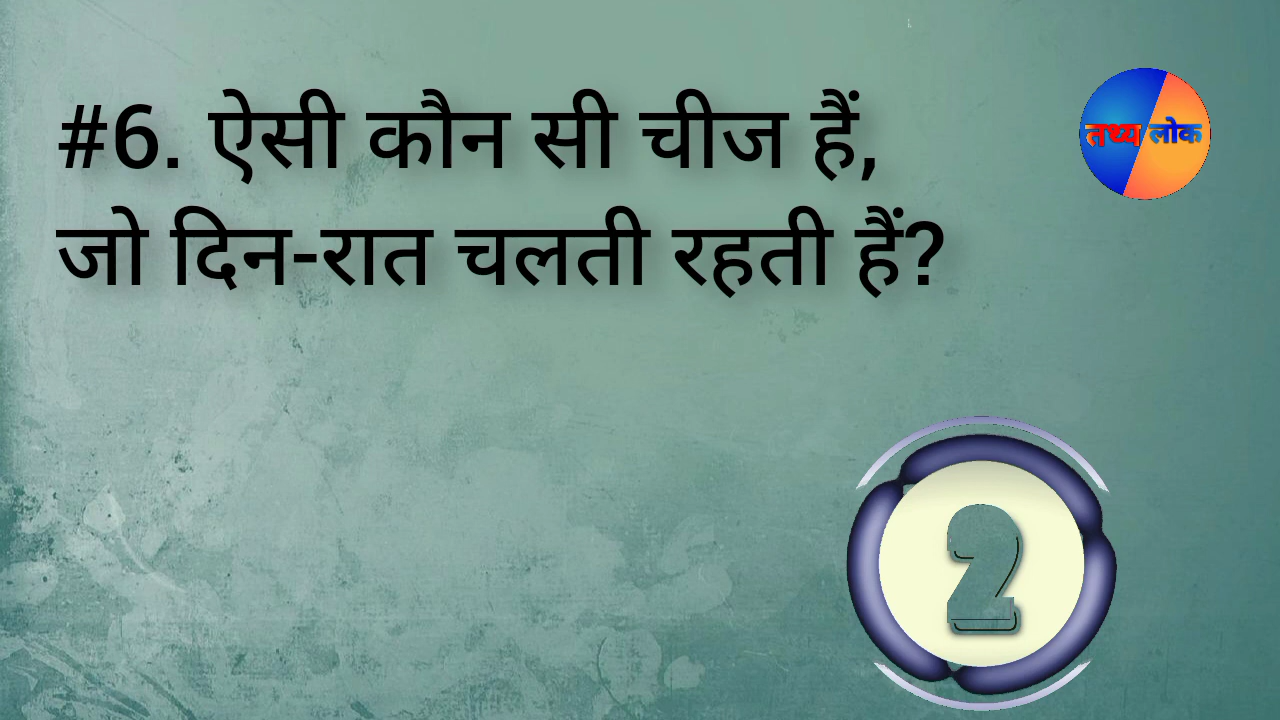 #6. ऐसी कौन सी चीज हैं,
जो दिन-रात चलती रहती हैं?
तथ्य लोक
2